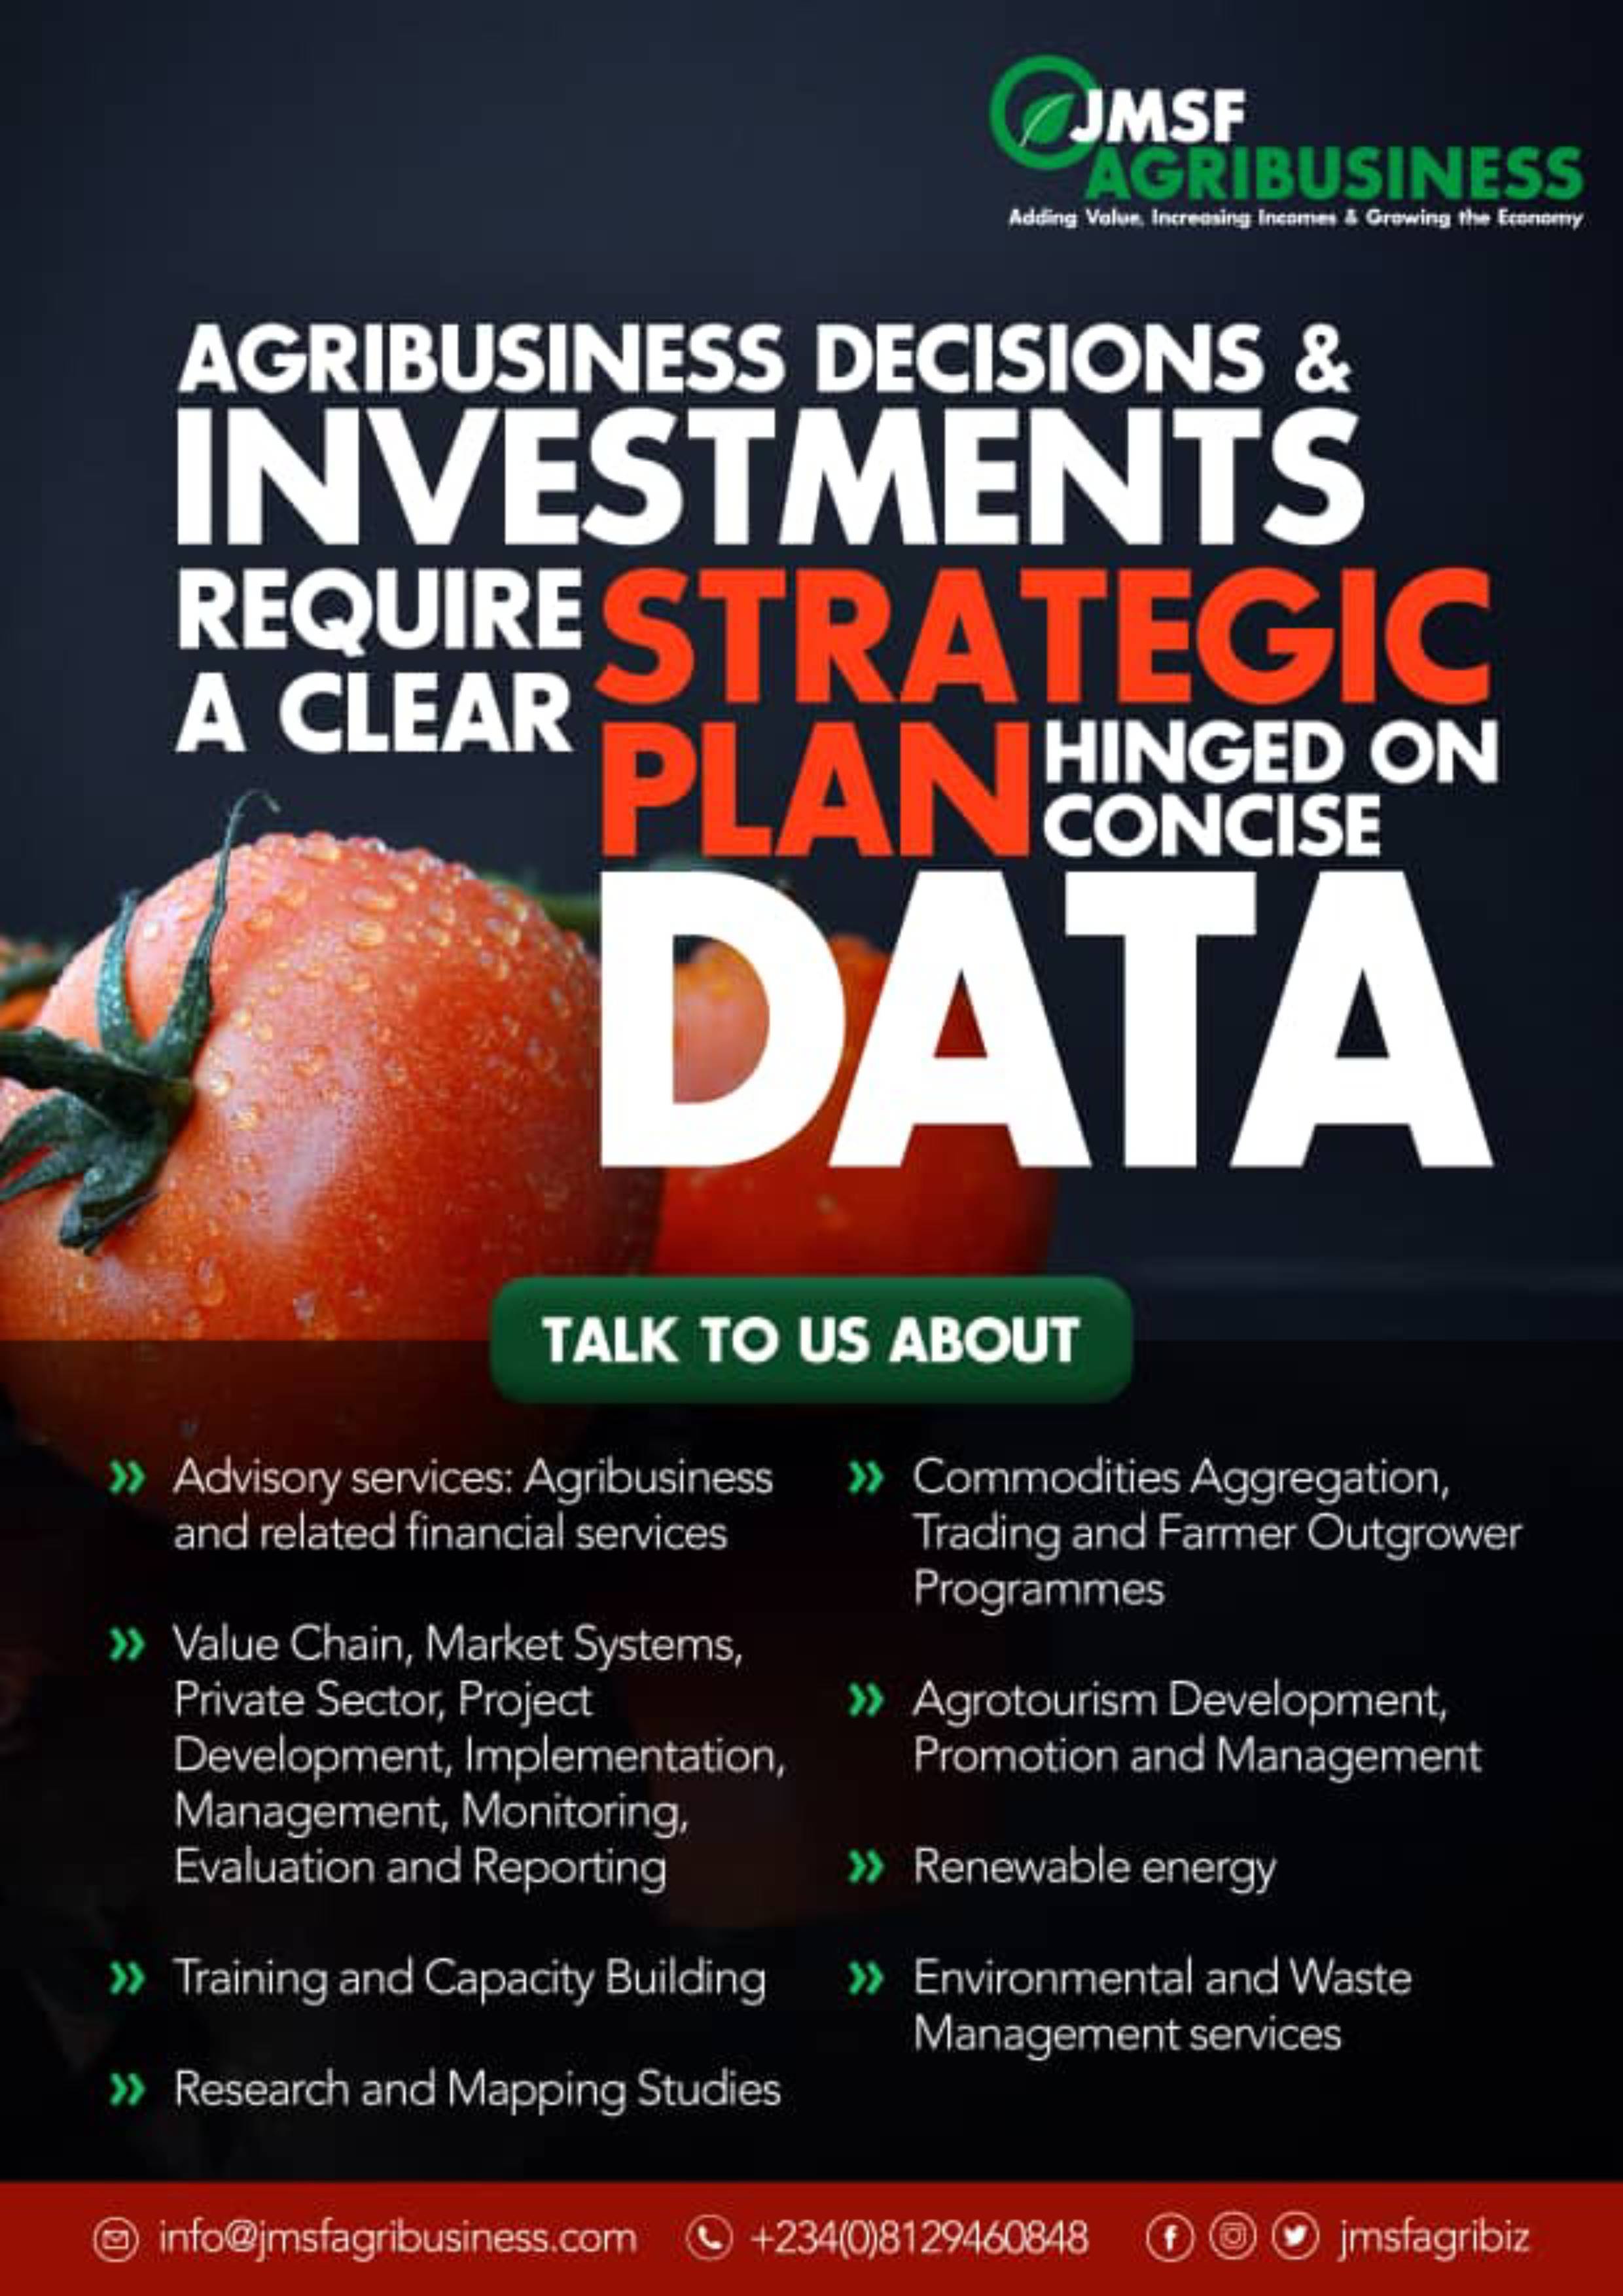 JMSF
AGRIBUSINESS
Adding Value, Increasing Incomes & Growing the Economy
AGRIBUSINESS DECISIONS &
INVESTMENTS
REQUIRE
A CLEAR
STRATEGIC
PLAN
HINGED ON
CONCISE
DATA
TALK TO US ABOUT
Advisory services: Agribusiness
and related financial services
Value Chain, Market Systems,
Private Sector, Project
Development, Implementation,
Management, Monitoring,
Evaluation and Reporting
Training and Capacity Building
Research and Mapping Studies
Commodities Aggregation,
Trading and Farmer Outgrower
Programmes
Agrotourism Development,
Promotion and Management
Renewable energy
Environmental and Waste
Management services
info@jmsfagribusiness.com
+234(0)8129460848
jmsfagribiz